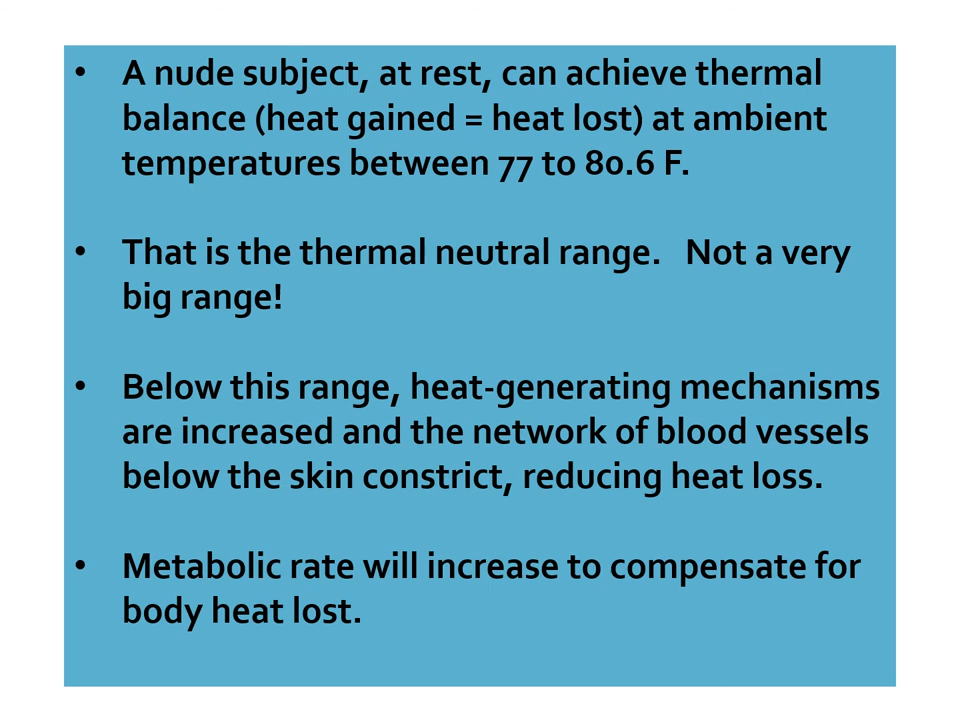 • A nude subject, at rest, can achieve thermal
balance (heat gained = heat lost) at ambient
temperatures between 77 to 80.6 F.
• That is the thermal neutral range.   Not a very
big range!
• Below this range, heat-generating mechanisms
are increased and the network of blood vessels
below the skin constrict, reducing heat loss.
• Metabolic rate will increase to compensate for
body heat lost.